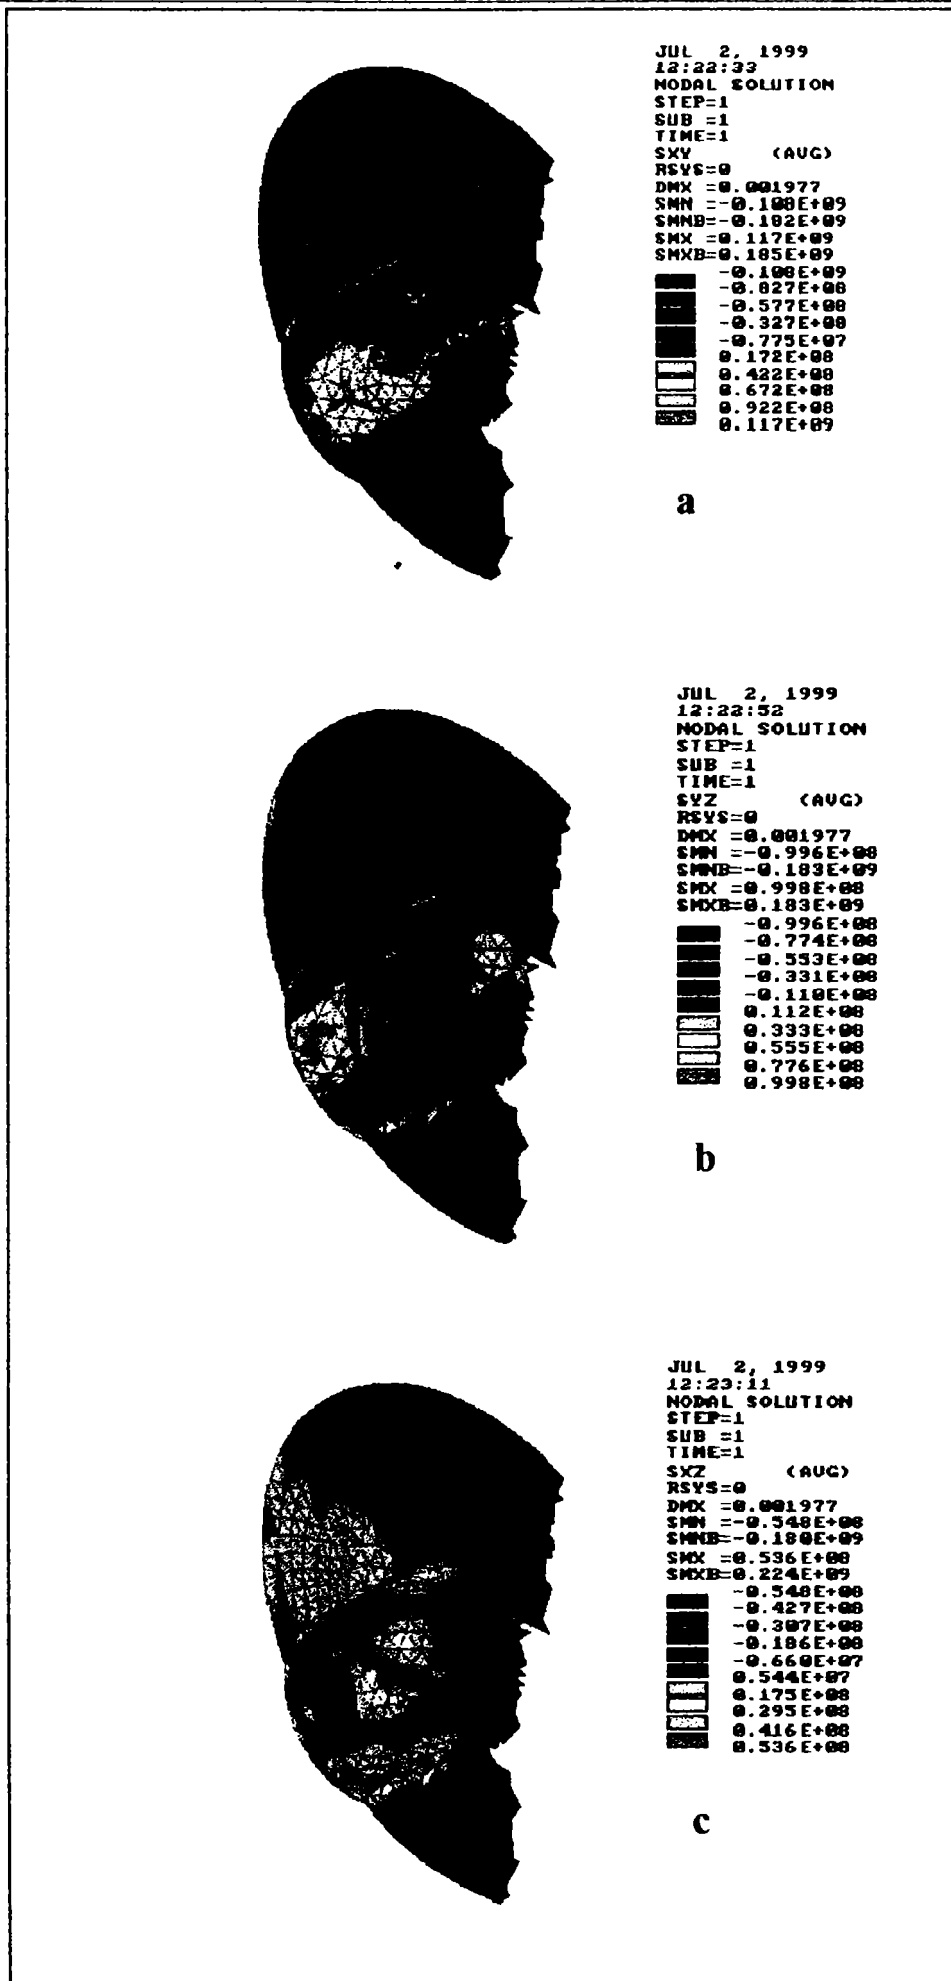 JUL 2, 1999
12:22:33
NODAL SOLUTION
STEP=1
SUB =1
TIME=1
SXY (AVG)
RSYS=0
DMX =0.001977
SMN =-0.108E+09
SMNB=-0.182E+09
SMX =0.117E+09
SMXB=0.185E+09
-0.108E+09
-0.827E+08
-0.577E+08
-0.327E+08
-0.775E+07
0.172E+08
0.422E+08
0.672E+08
0.922E+08
0.117E+09
a
JUL 2, 1999
12:22:52
NODAL SOLUTION
STEP=1
SUB =1
TIME=1
SYZ (AVG)
RSYS=0
DMX =0.001977
SMN =-0.996E+08
SMNB=-0.183E+09
SMX =0.998E+08
SMXB=0.183E+09
-0.996E+08
-0.774E+08
-0.553E+08
-0.331E+08
-0.110E+08
0.112E+08
0.333E+08
0.555E+08
0.776E+08
0.998E+08
b
JUL 2, 1999
12:23:11
NODAL SOLUTION
STEP=1
SUB =1
TIME=1
SXZ (AVG)
RSYS=0
DMX =0.001977
SMN =-0.548E+08
SMNB=-0.180E+09
SMX =0.536E+08
SMXB=0.224E+09
-0.548E+08
-0.427E+08
-0.307E+08
-0.186E+08
-0.660E+07
0.544E+07
0.175E+08
0.295E+08
0.416E+08
0.536E+08
c